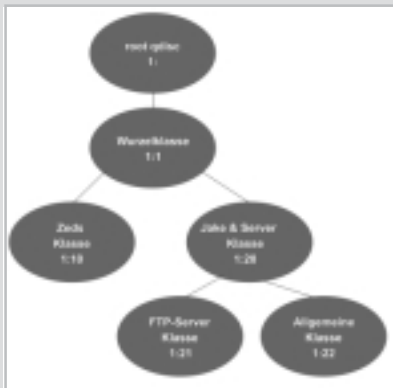 root qdisc
1:
Wurzelklasse
1:1
Zeds
Klasse
1:10
Jake & Server
Klasse
1:20
FTP-Server
Klasse
1:21
Allgemeine
Klasse
1:22